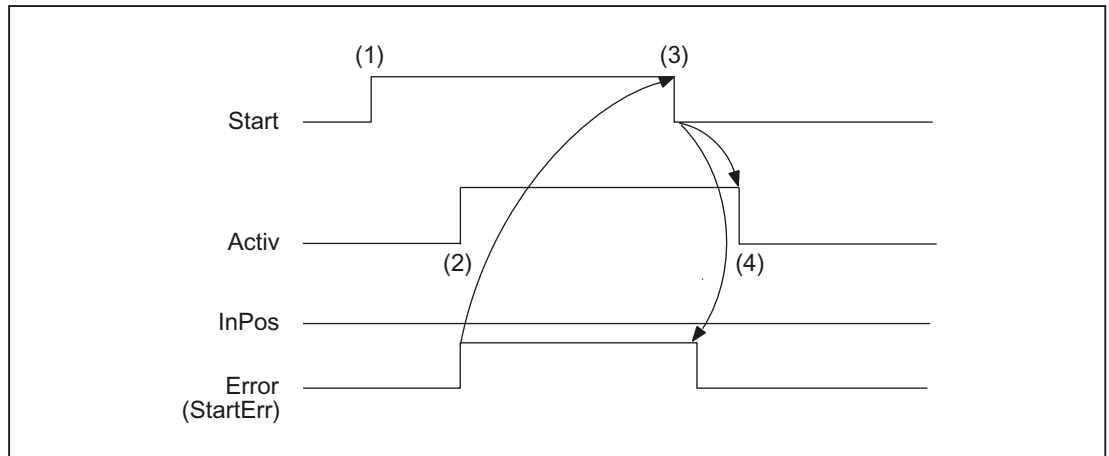 (1)
(3)
Start
Activ
(2)
(4)
InPos
Error
(StartErr)